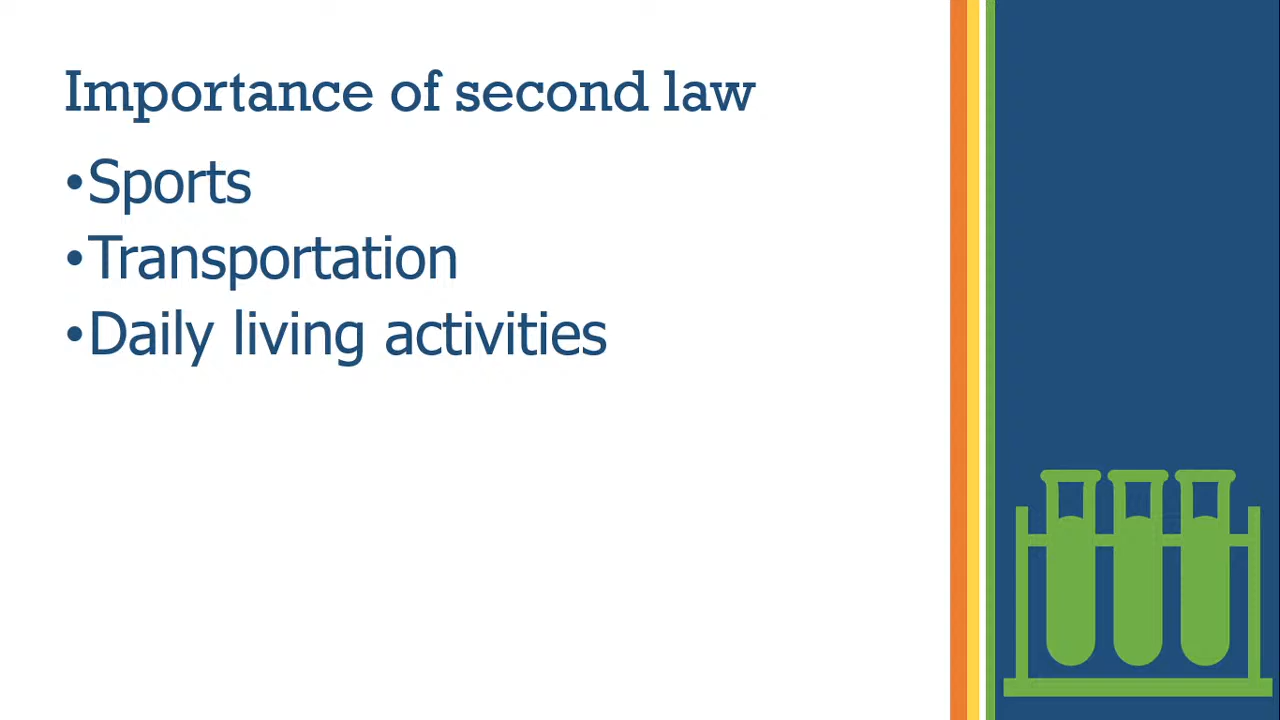 Importance of second law
•Sports
•Transportation
•Daily living activities